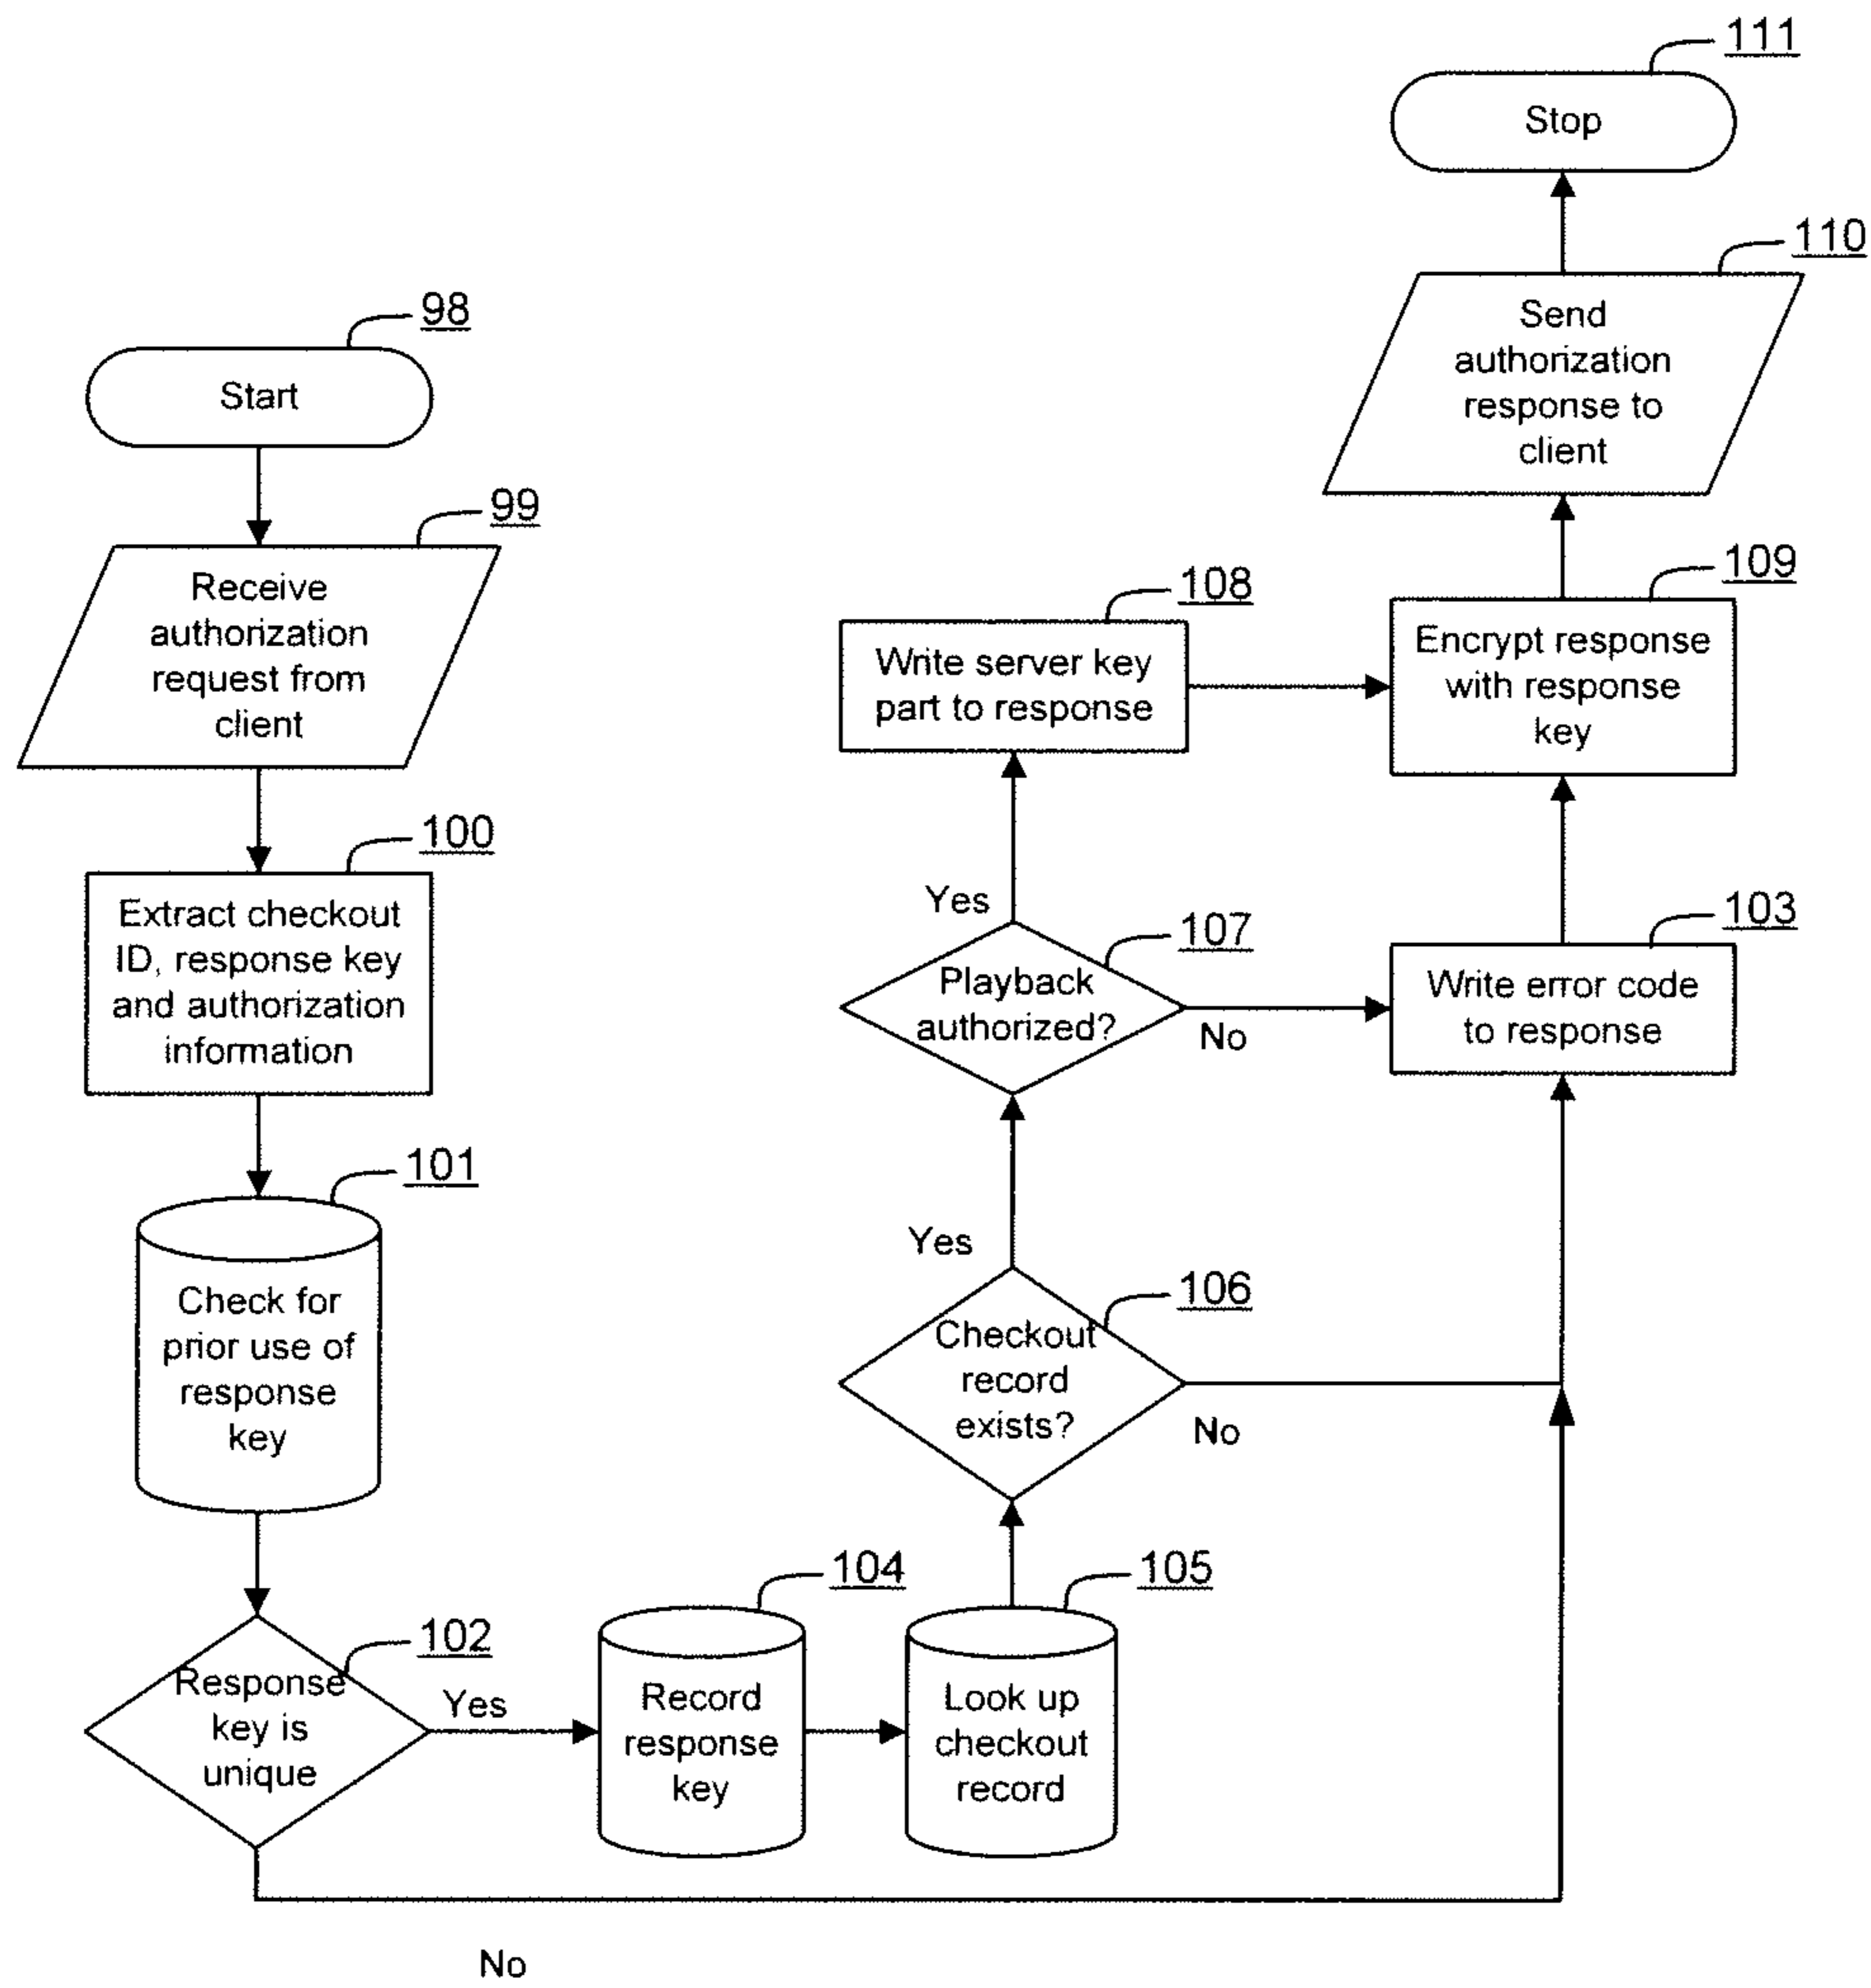 98
Start
99
Receive
authorization
request from
client
100
Extract checkout
ID, response key
and authorization
information
101
Check for
prior use of
response
key
102
Response
key is
unique
Yes
No
104
Record
response
key
105
Look up
checkout
record
106
Checkout
record
exists?
Yes
No
107
Playback
authorized?
Yes
No
108
Write server key
part to response
103
Write error code
to response
109
Encrypt response
with response
key
110
Send
authorization
response to
client
111
Stop